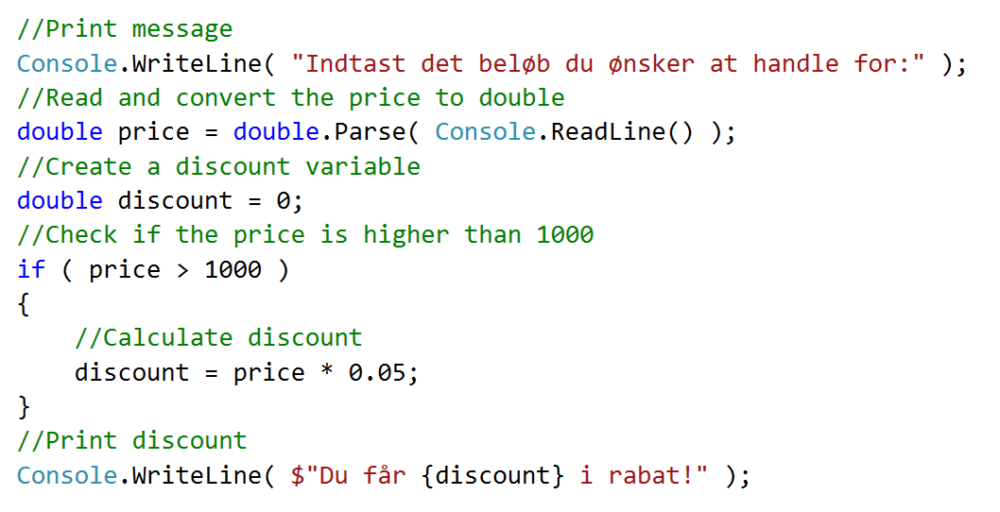 //Print message
Console.WriteLine( "Indtast det beløb du ønsker at handle for:" );
//Read and convert the price to double
double price = double.Parse( Console.ReadLine() );
//Create a discount variable
double discount = 0;
//Check if the price is higher than 1000
if ( price > 1000 )
{
    //Calculate discount
    discount = price * 0.05;
}
//Print discount
Console.WriteLine( $"Du får {discount} i rabat!" );